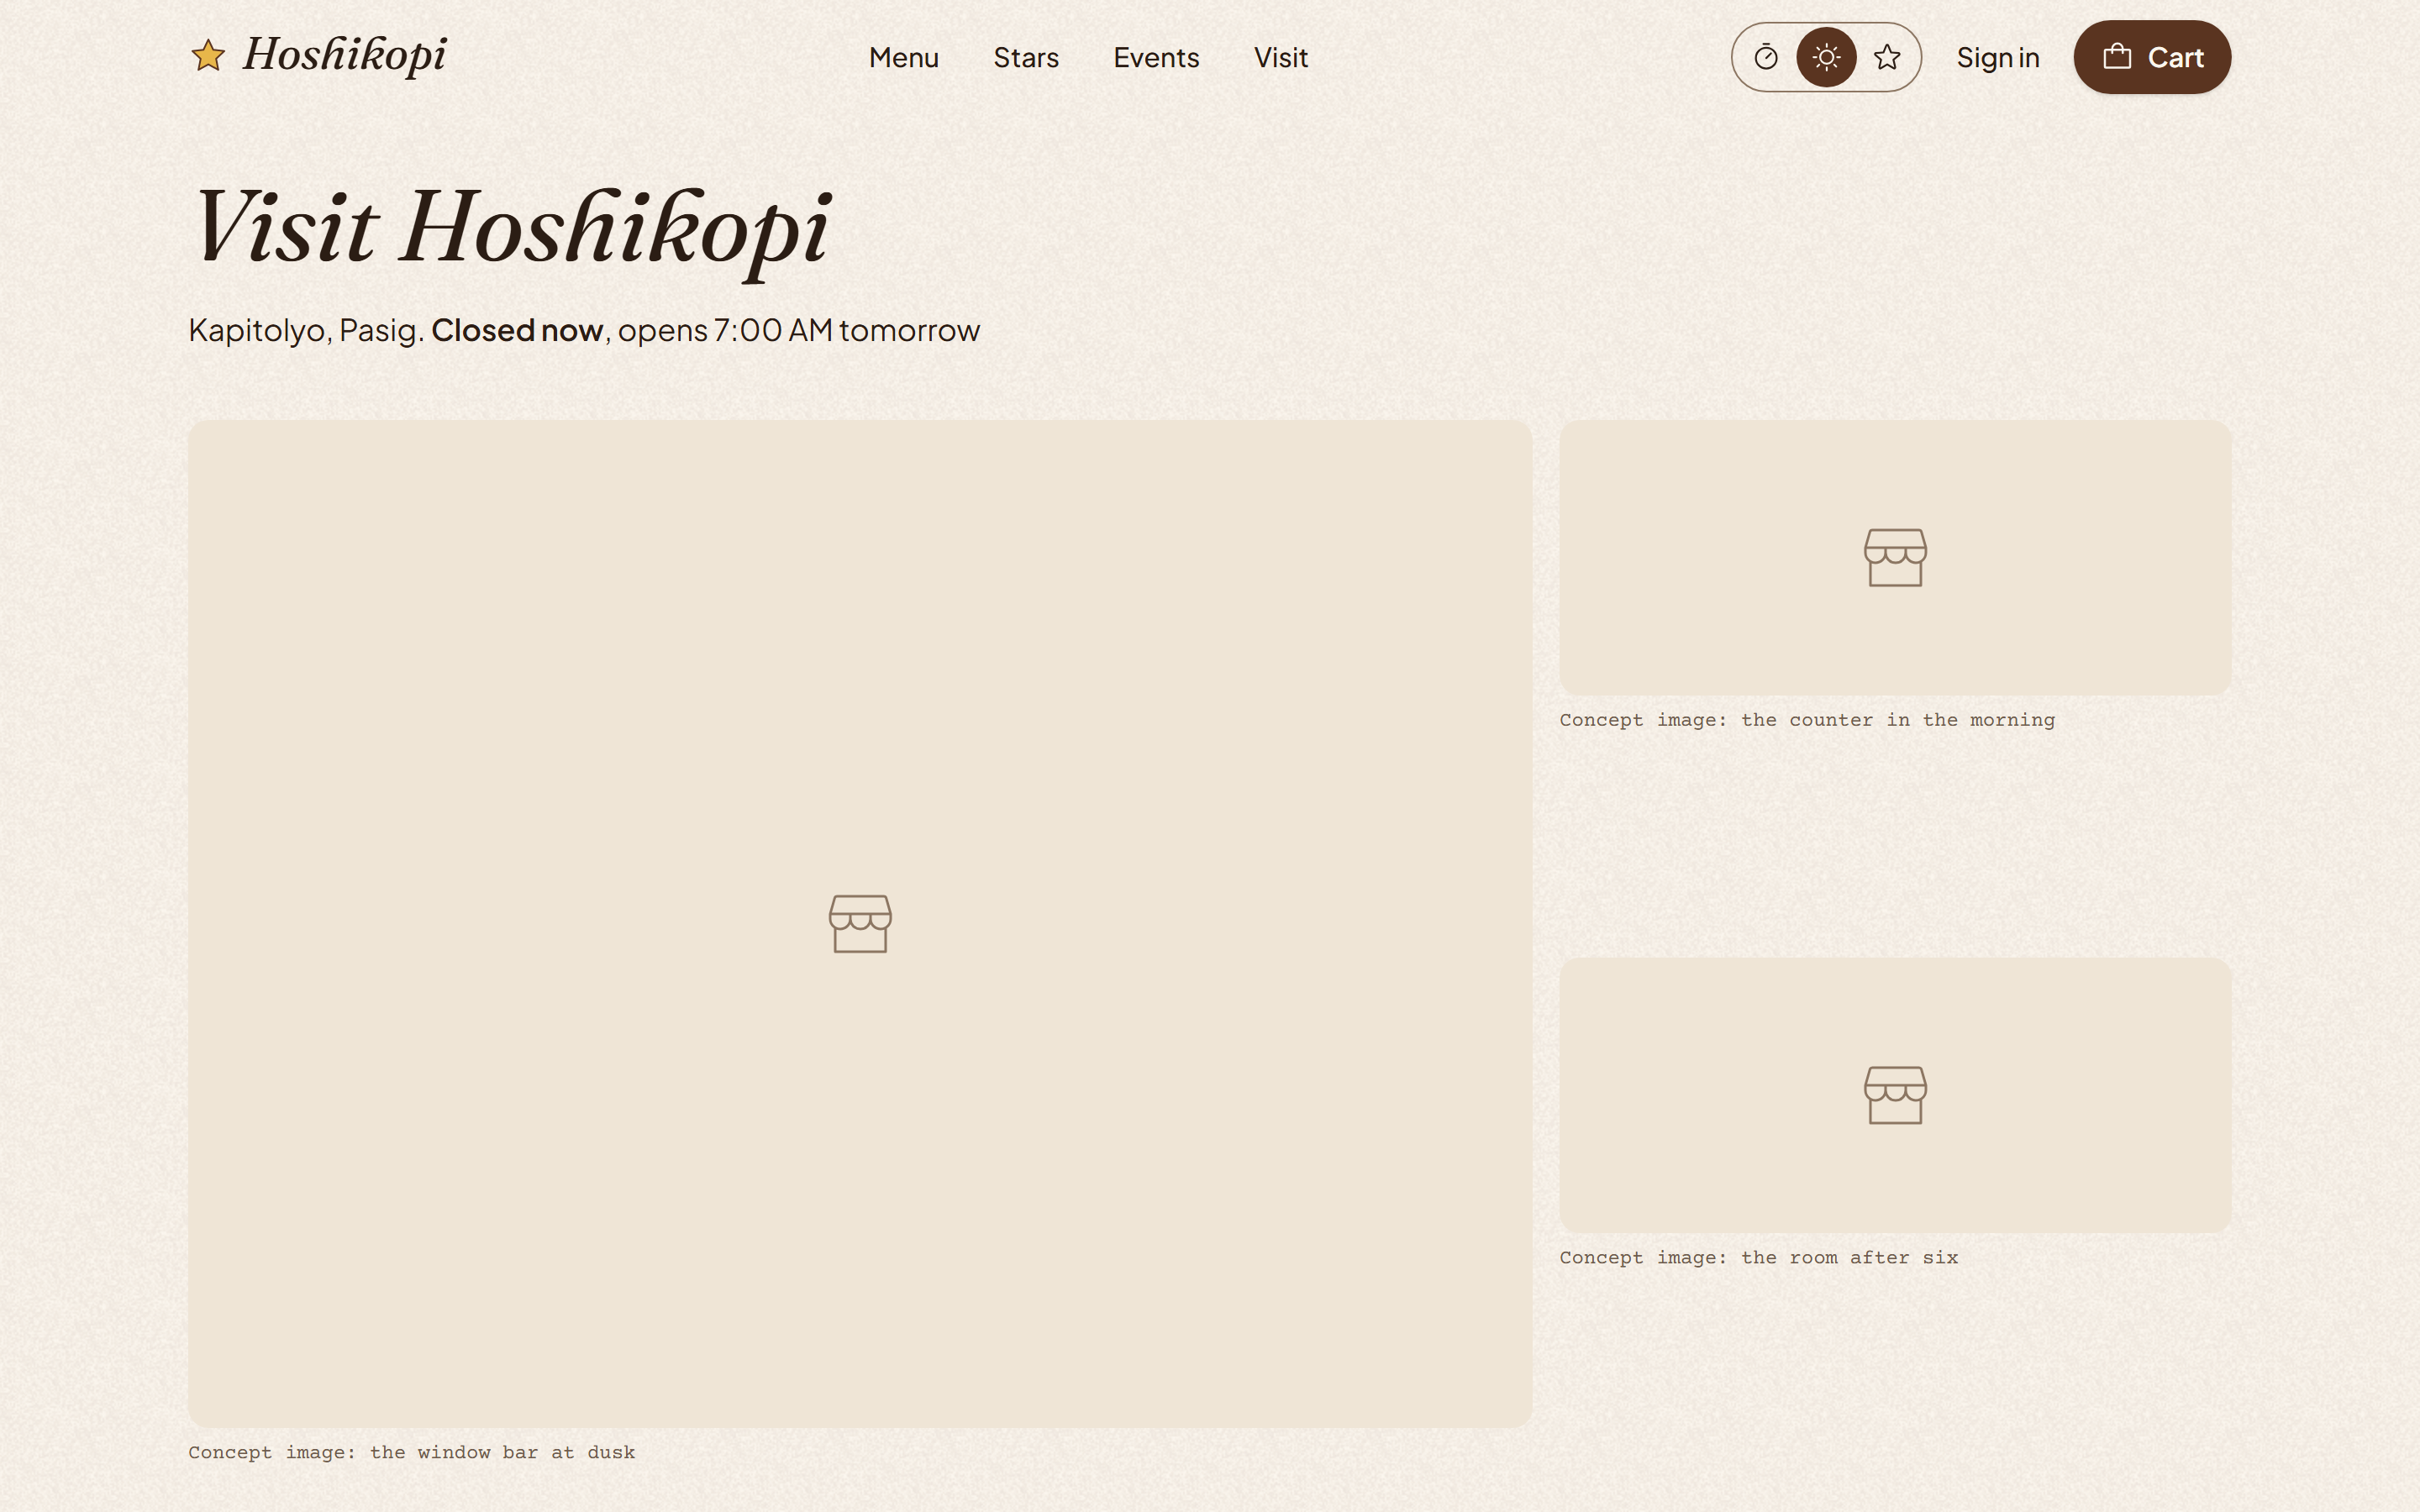 Hoshikopi
Menu
Stars
Events
Visit
Sign in
Cart
Visit Hoshikopi
Kapitolyo, Pasig. Closed now, opens 7:00 AM tomorrow
Concept image: the counter in the morning
Concept image: the room after six
Concept image: the window bar at dusk